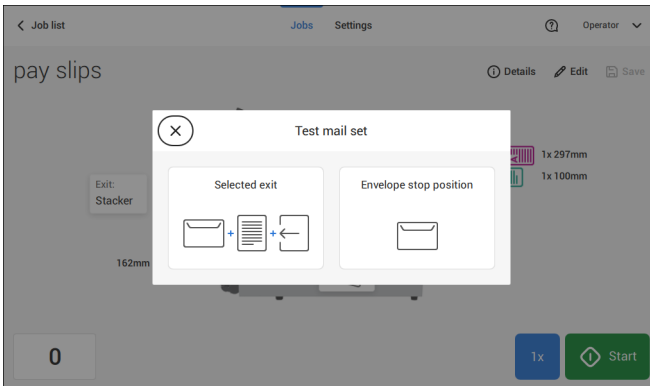 Job list
Jobs
Settings
Operator
pay slips
Details
Edit
Save
Test mail set
Selected exit
Envelope stop position
1x 297mm
1x 100mm
Exit:
Stacker
162mm
0
1x
Start